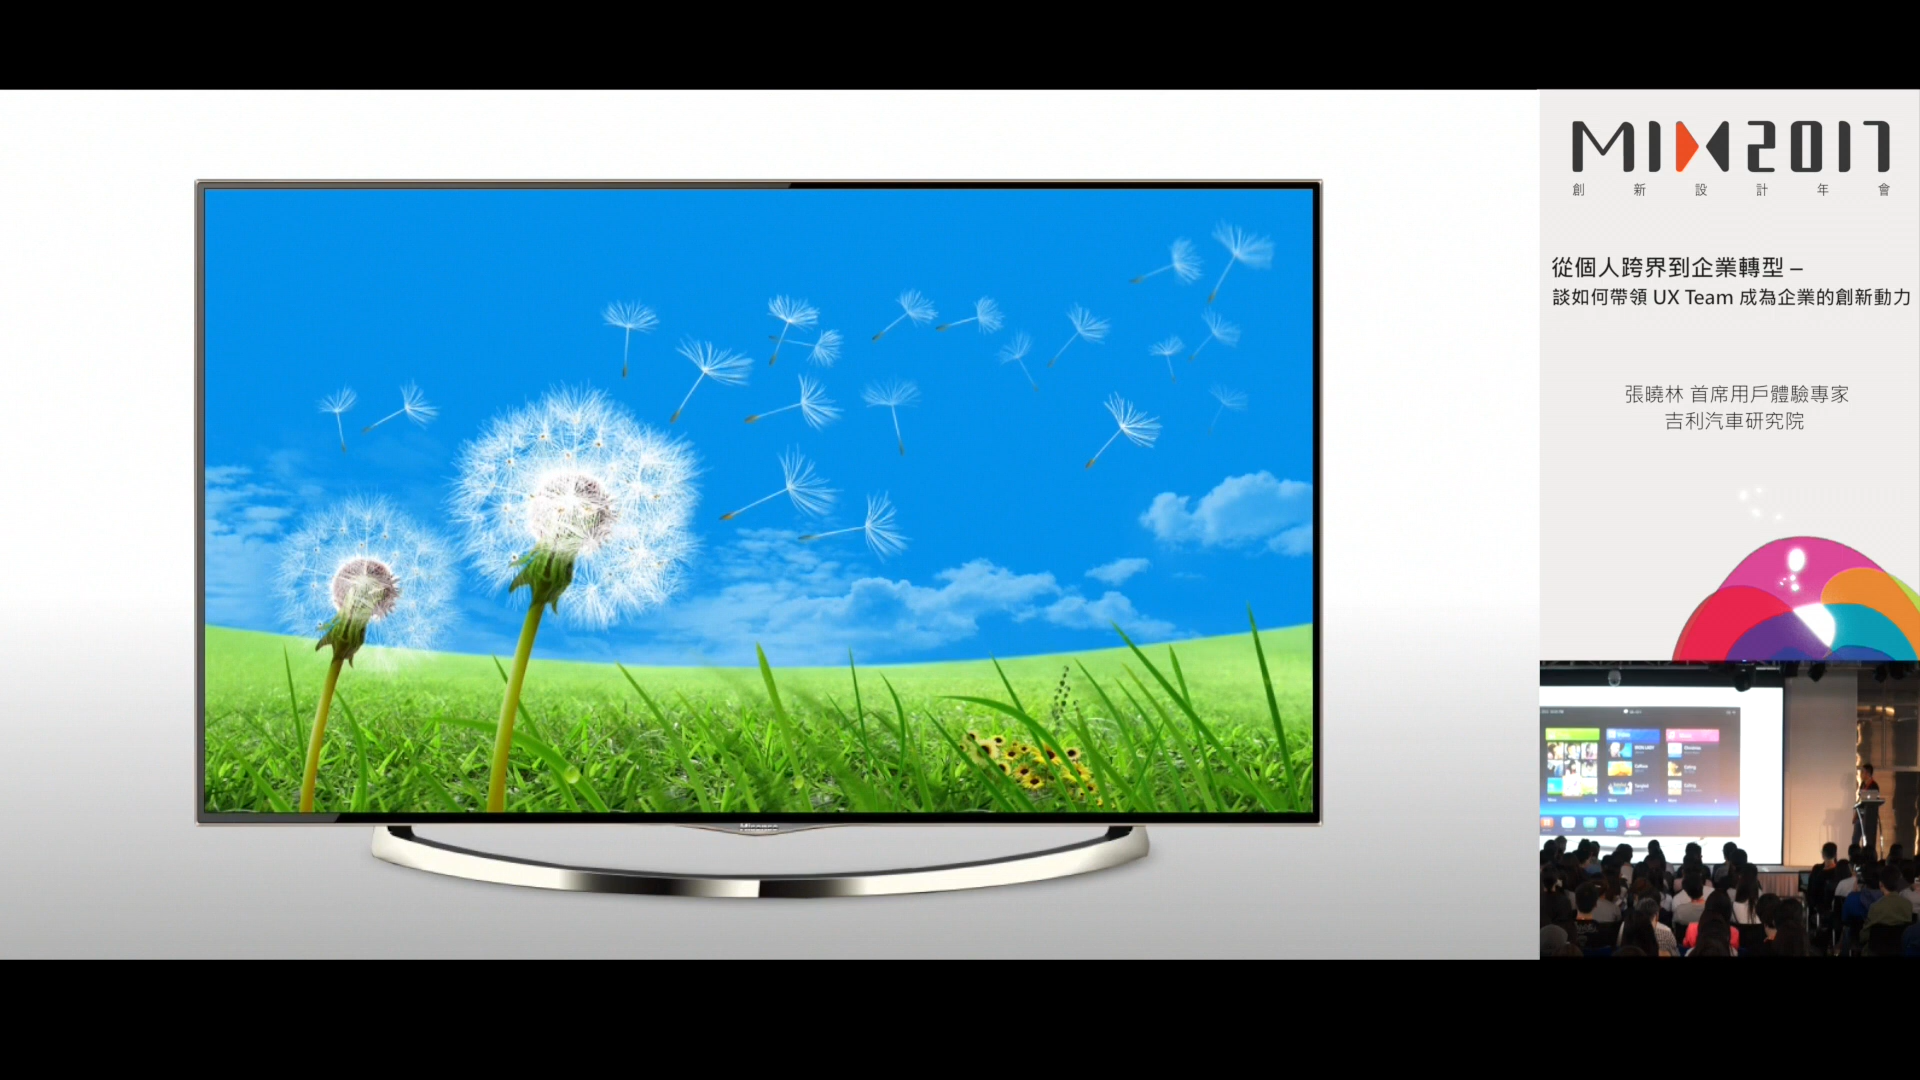 MIX2017
創新設計年會
從個人跨界到企業轉型 –
談如何帶領 UX Team 成為企業的創新動力
張曉林 首席用戶體驗專家
吉利汽車研究院
Hisense